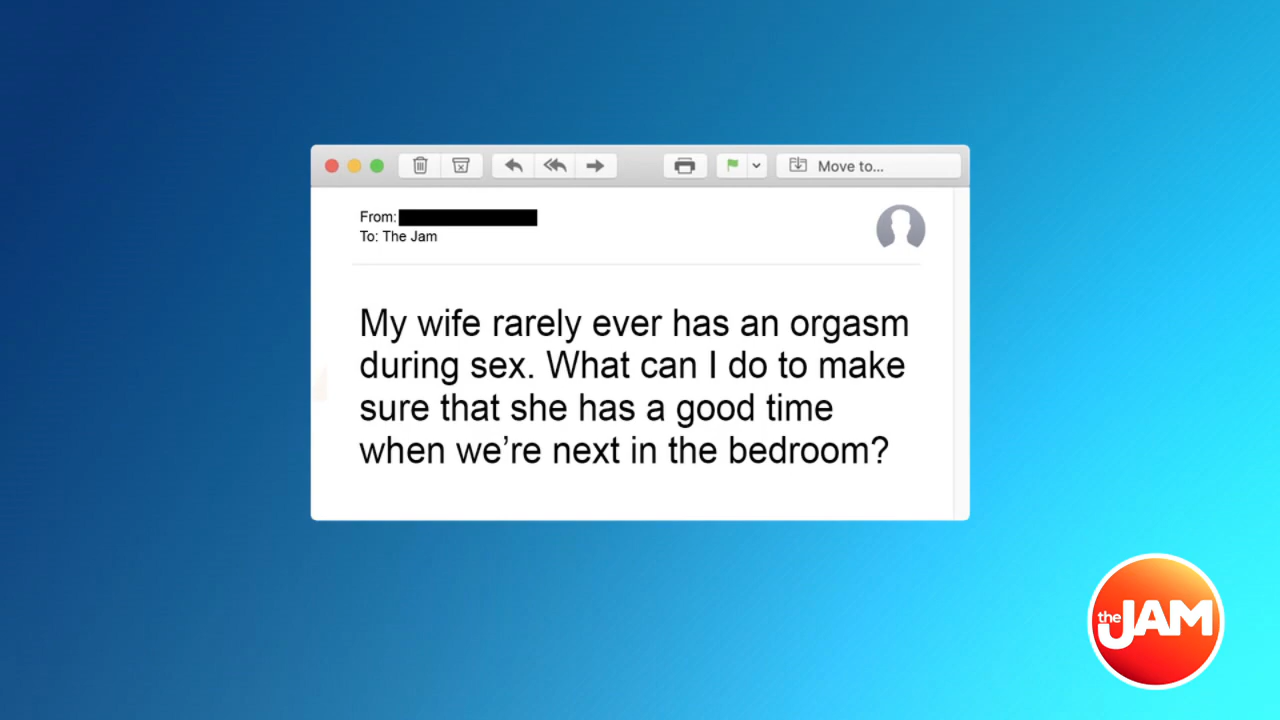 Move to...
From:
To: The Jam
My wife rarely ever has an orgasm
during sex. What can I do to make
sure that she has a good time
when we’re next in the bedroom?
the JAM